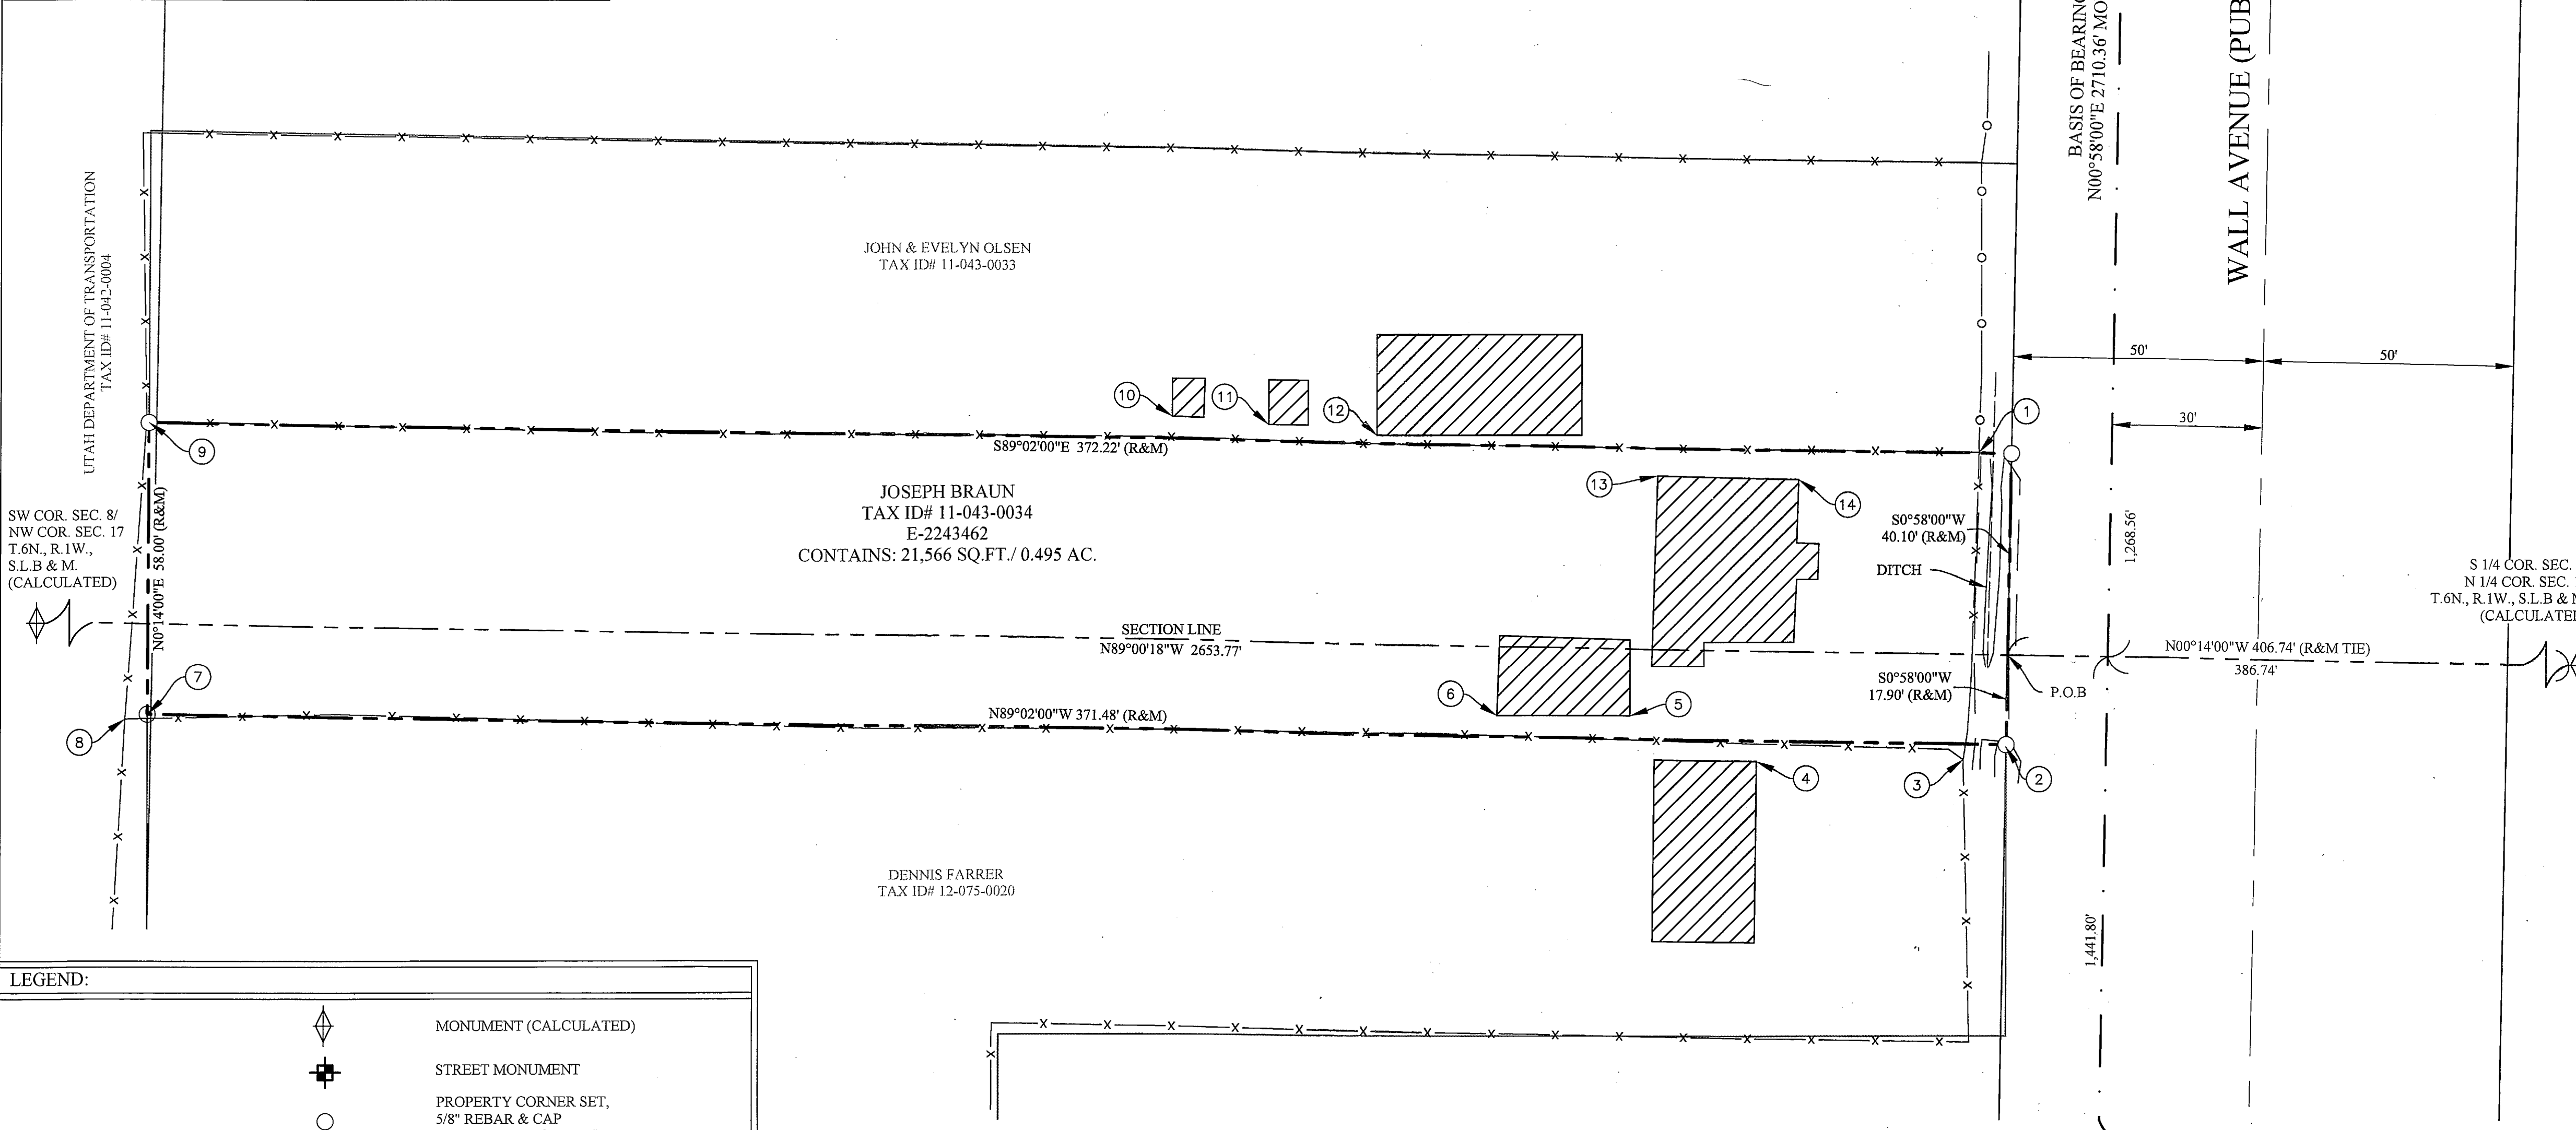 BASIS OF BEARING
N00°58'00"E 2710.36' MO
WALL AVENUE (PUB
UTAH DEPARTMENT OF TRANSPORTATION
TAX ID# 11-042-0004
JOHN & EVELYN OLSEN
TAX ID# 11-043-0033
50'
50'
30'
10
11
12
1
9
S89°02'00"E 372.22' (R&M)
13
14
JOSEPH BRAUN
TAX ID# 11-043-0034
E-2243462
CONTAINS: 21,566 SQ.FT./ 0.495 AC.
SW COR. SEC. 8/
NW COR. SEC. 17
T.6N., R.1W.,
S.L.B & M.
(CALCULATED)
N0°14'00"E 58.00' (R&M)
S0°58'00"W
40.10' (R&M)
DITCH
1,268.56'
S 1/4 COR. SEC.
N 1/4 COR. SEC.
T.6N., R.1W., S.L.B &
(CALCULATE
SECTION LINE
N89°00'18"W 2653.77'
N00°14'00"W 406.74' (R&M TIE)
386.74'
S0°58'00"W
17.90' (R&M)
P.O.B
7
6
5
N89°02'00"W 371.48' (R&M)
8
4
3
2
DENNIS FARRER
TAX ID# 12-075-0020
1,441.80'
LEGEND:
MONUMENT (CALCULATED)
STREET MONUMENT
PROPERTY CORNER SET,
5/8" REBAR & CAP